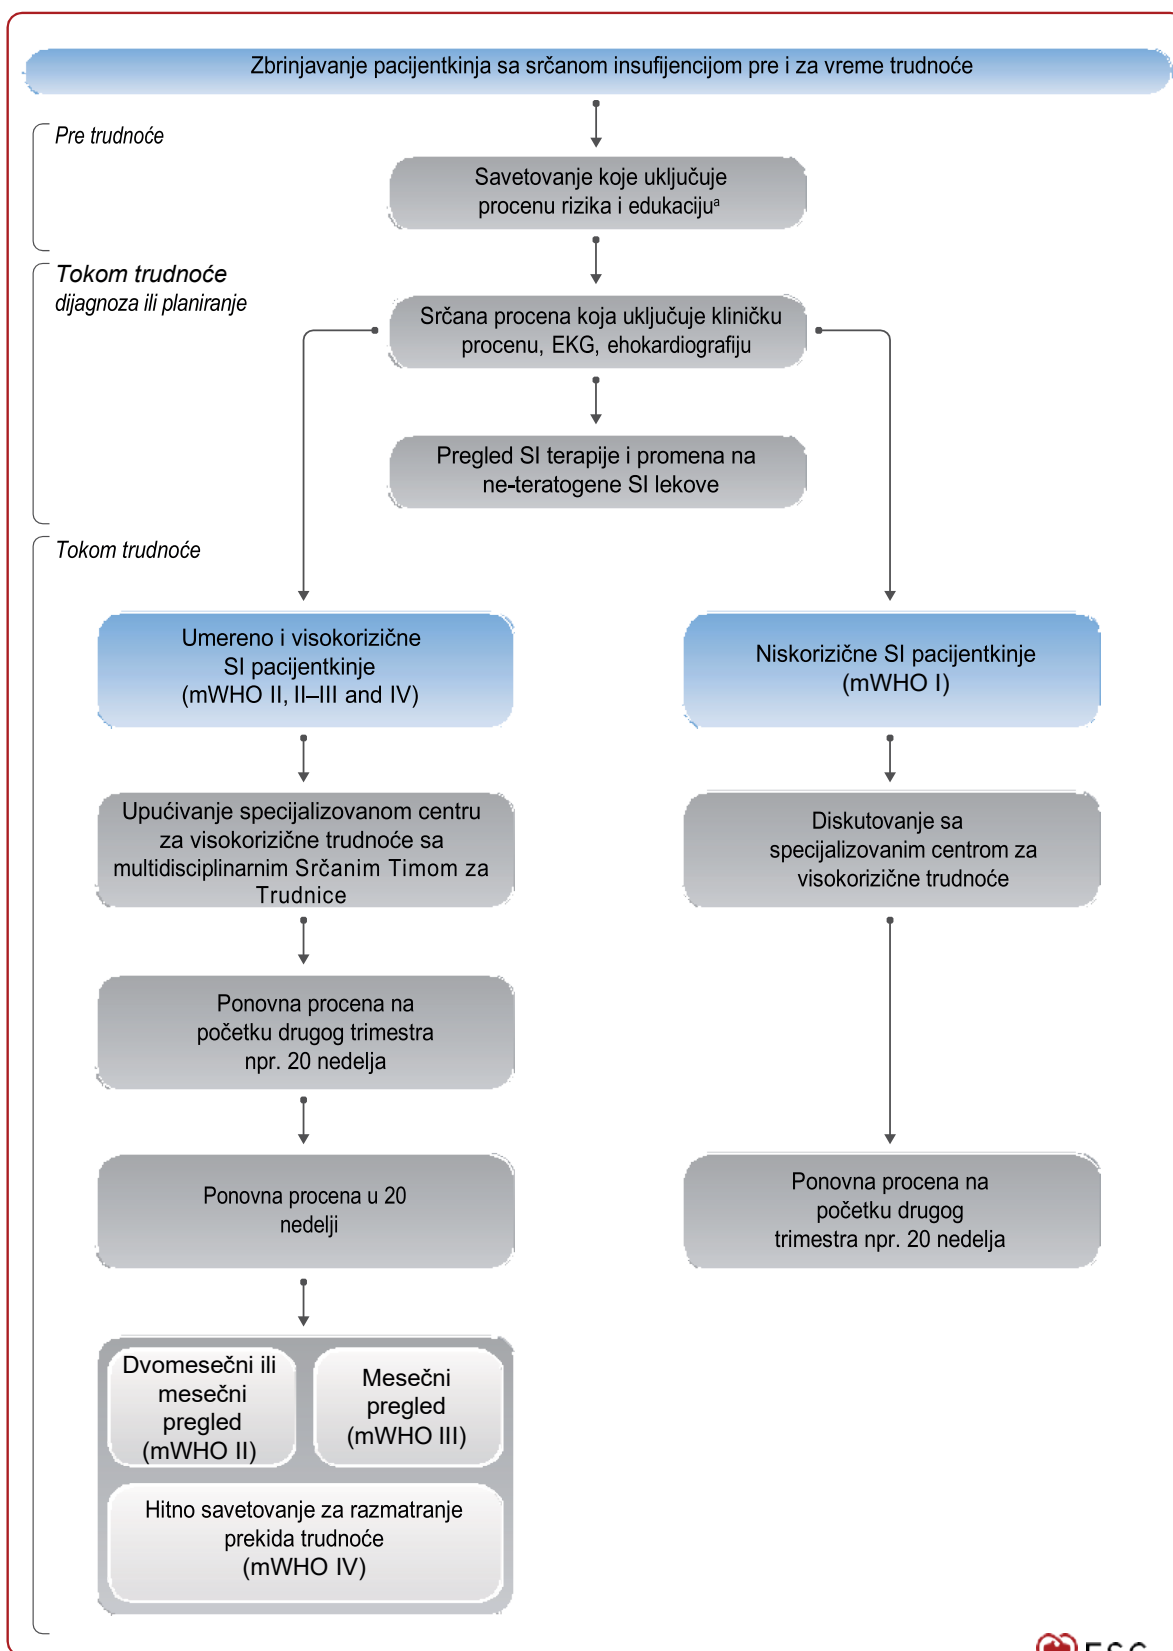 Zbrinjavanje pacijentkinja sa srčanom insufijencijom pre i za vreme trudnoće
Pre trudnoće
Savetovanje koje uključuje
procenu rizika i edukacijuᵃ
Tokom trudnoće
dijagnoza ili planiranje
Srčana procena koja uključuje kliničku
procenu, EKG, ehokardiografiju
Pregled SI terapije i promena na
ne-teratogene SI lekove
Tokom trudnoće
Umereno i visokorizične
SI pacijentkinje
(mWHO II, II–III and IV)
Niskorizične SI pacijentkinje
(mWHO I)
Upućivanje specijalizovanom centru
za visokorizične trudnoće sa
multidisciplinarnim Srčanim Timom za
Trudnice
Diskutovanje sa
specijalizovanim centrom za
visokorizične trudnoće
Ponovna procena na
početku drugog trimestra
npr. 20 nedelja
Ponovna procena u 20
nedelji
Ponovna procena na
početku drugog
trimestra npr. 20 nedelja
Dvomesečni ili
mesečni
pregled
(mWHO II)
Mesečni
pregled
(mWHO III)
Hitno savetovanje za razmatranje
prekida trudnoće
(mWHO IV)
ESC